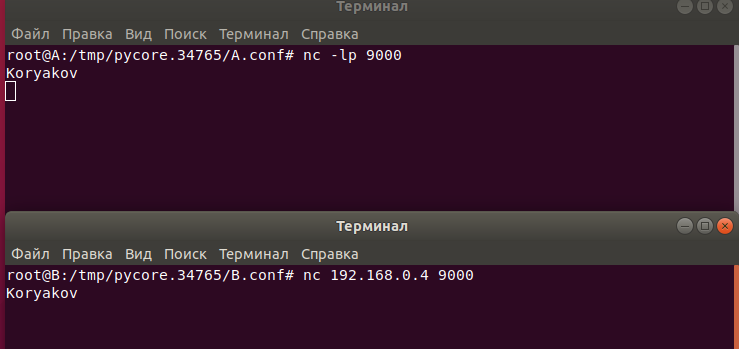 Терминал
Файл Правка Вид Поиск Терминал Справка
root@A:/tmp/pycore.34765/A.conf# nc -lp 9000
Koryakov
Терминал
Файл Правка Вид Поиск Терминал Справка
root@B:/tmp/pycore.34765/B.conf# nc 192.168.0.4 9000
Koryakov